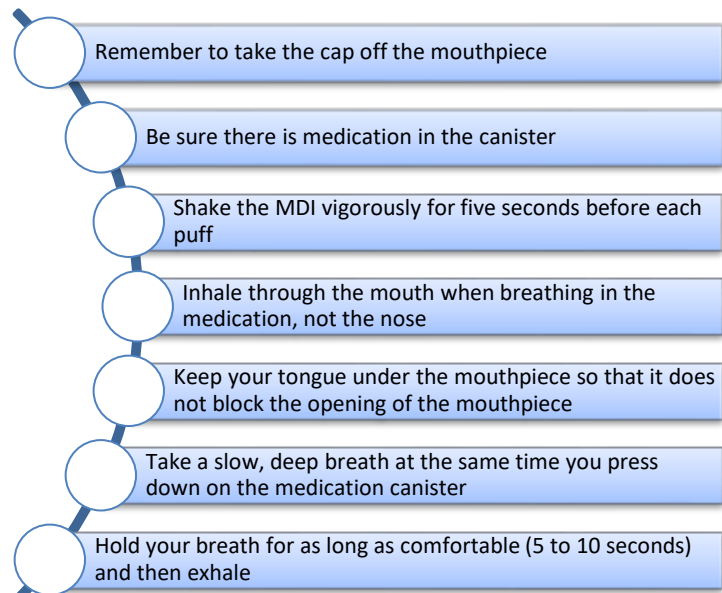 Remember to take the cap off the mouthpiece
Be sure there is medication in the canister
Shake the MDI vigorously for five seconds before each
puff
Inhale through the mouth when breathing in the
medication, not the nose
Keep your tongue under the mouthpiece so that it does
not block the opening of the mouthpiece
Take a slow, deep breath at the same time you press
down on the medication canister
Hold your breath for as long as comfortable (5 to 10 seconds)
and then exhale